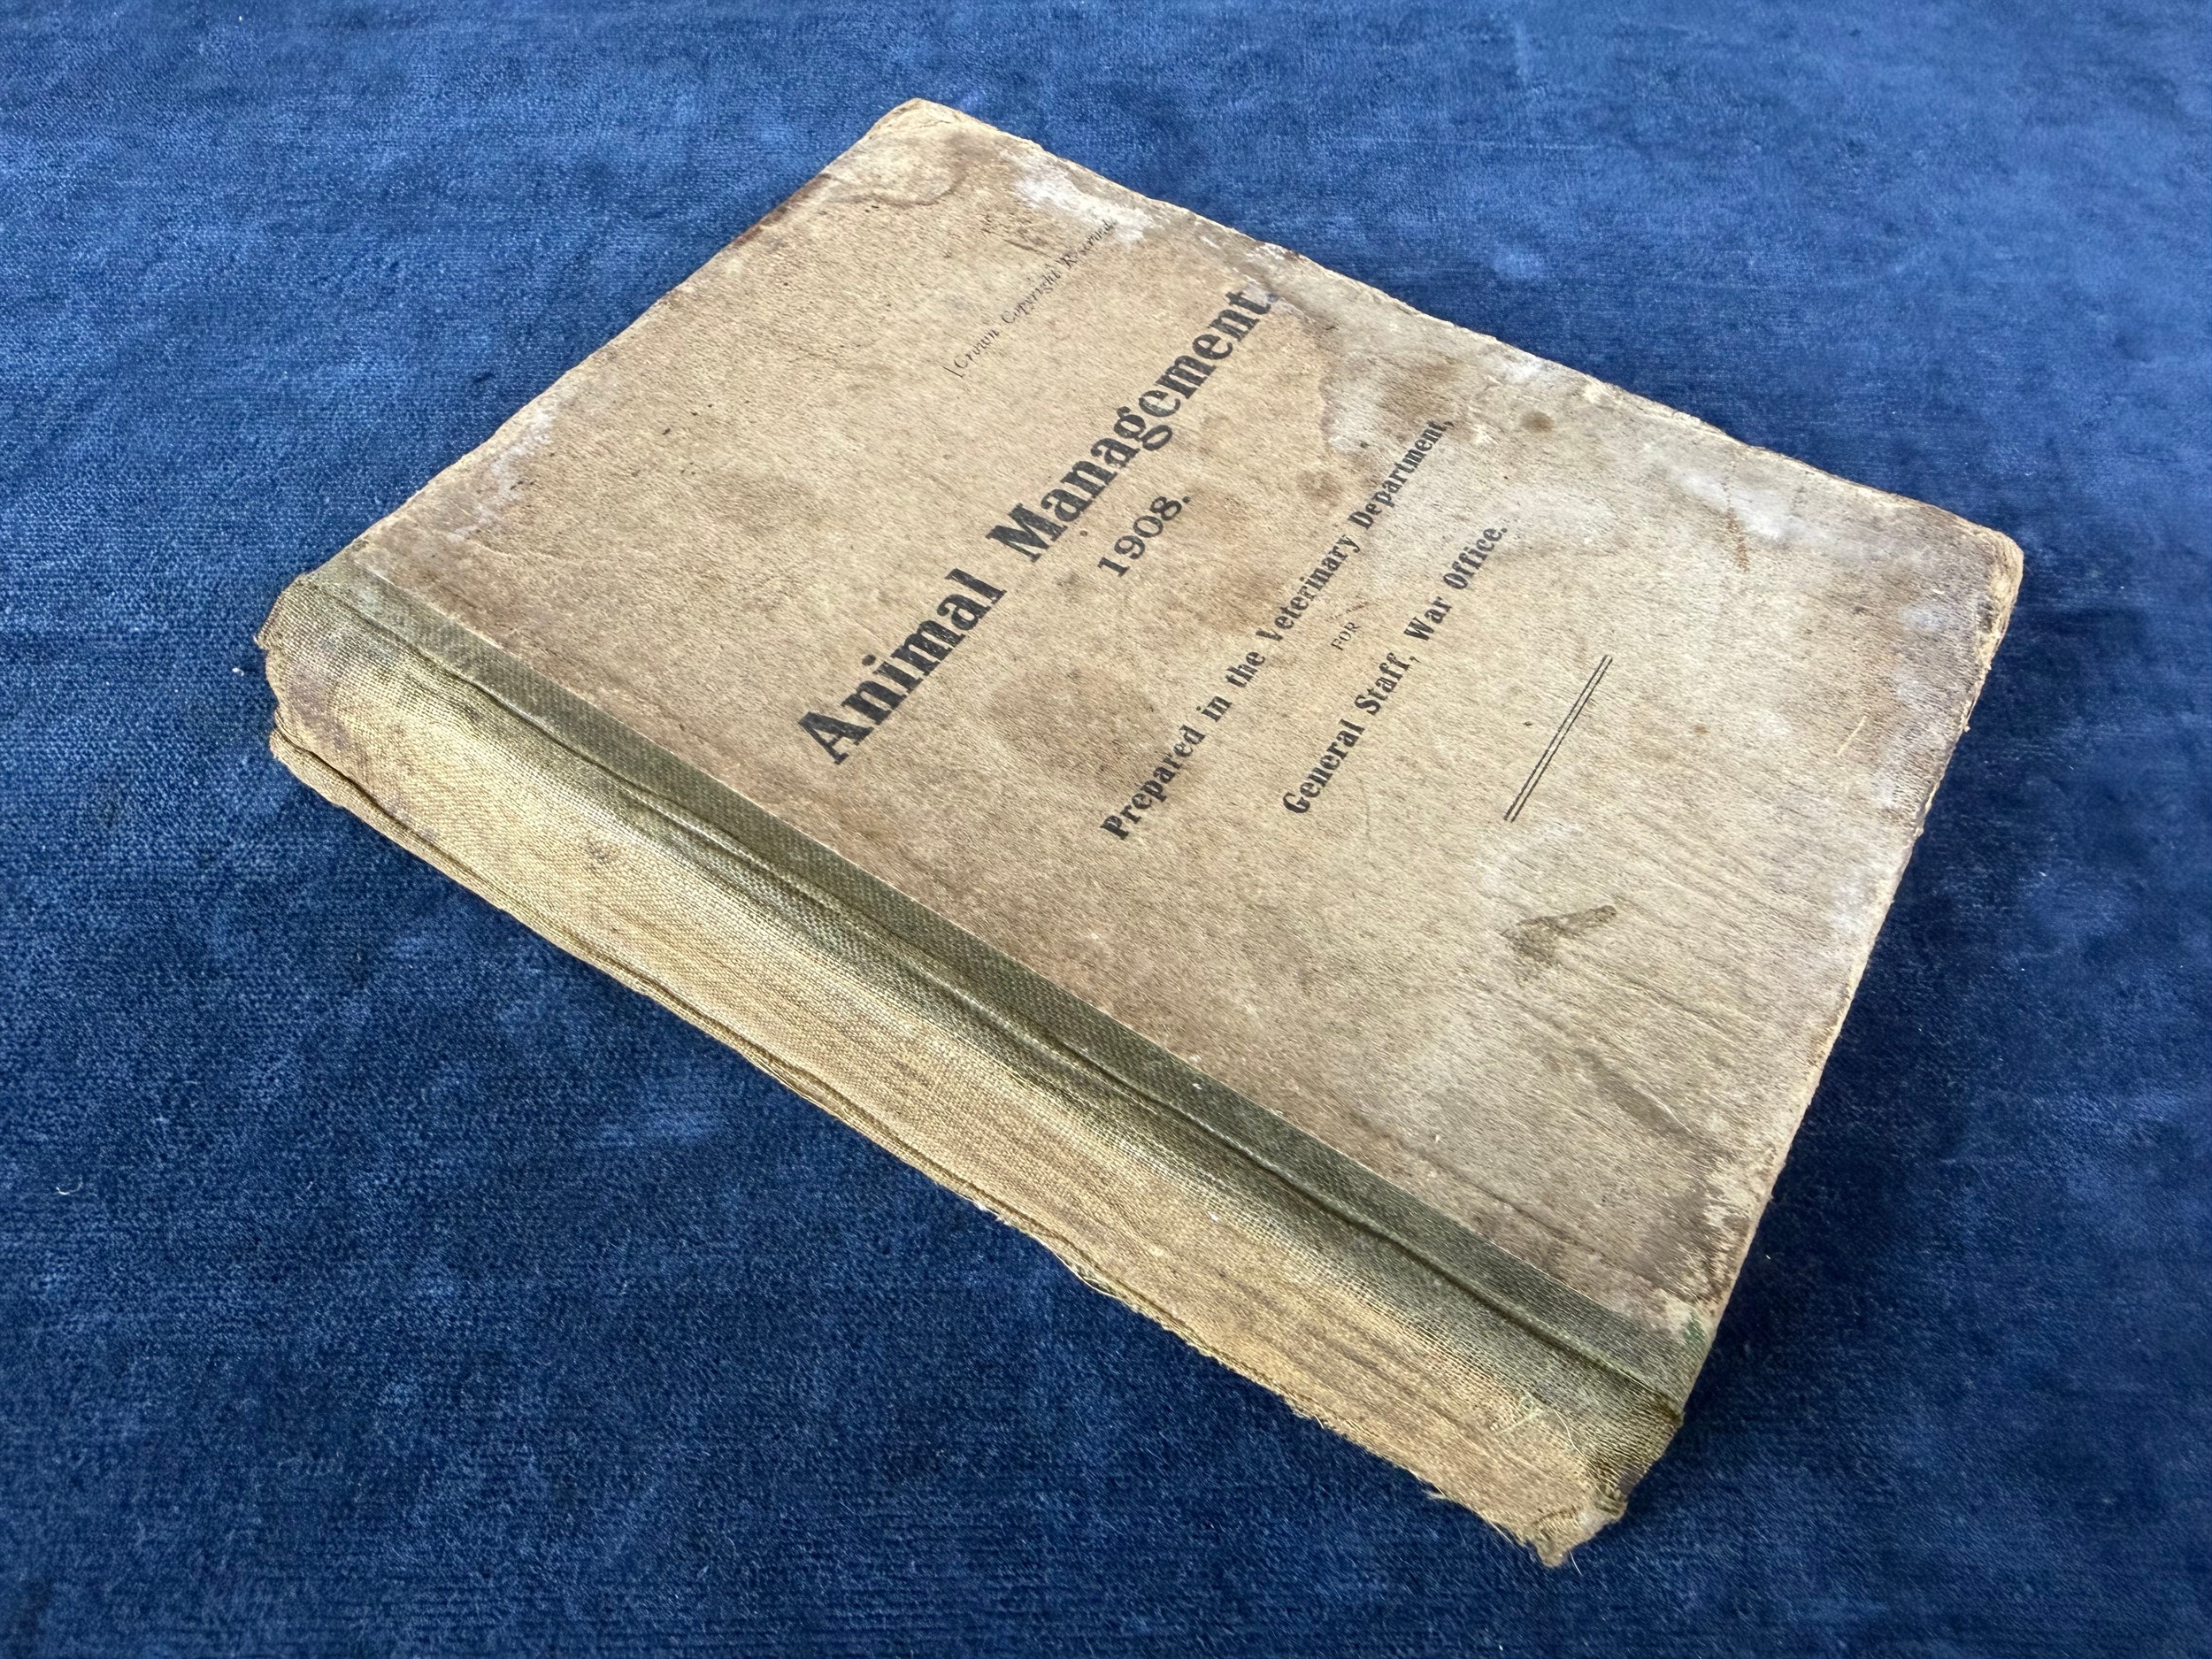 [Crown Copyright Reserved.
Animal Management.
1908.
Prepared in the Veterinary Department,
FOR
General Staff, War Office.